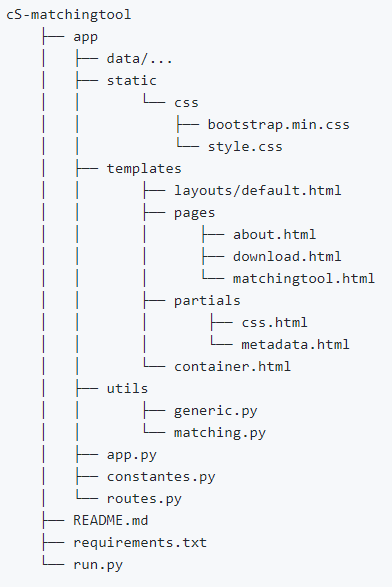 cS-matchingtool
├── app
│   ├── data/...
│   ├── static
│   │       └── css
│   │           ├── bootstrap.min.css
│   │           └── style.css
│   ├── templates
│   │       ├── layouts/default.html
│   │       ├── pages
│   │       │      ├── about.html
│   │       │      ├── download.html
│   │       │      └── matchingtool.html
│   │       ├── partials
│   │       │       ├── css.html
│   │       │       └── metadata.html
│   │       └── container.html
│   ├── utils
│   │       ├── generic.py
│   │       └── matching.py
│   ├── app.py
│   ├── constantes.py
│   └── routes.py
├── README.md
├── requirements.txt
└── run.py